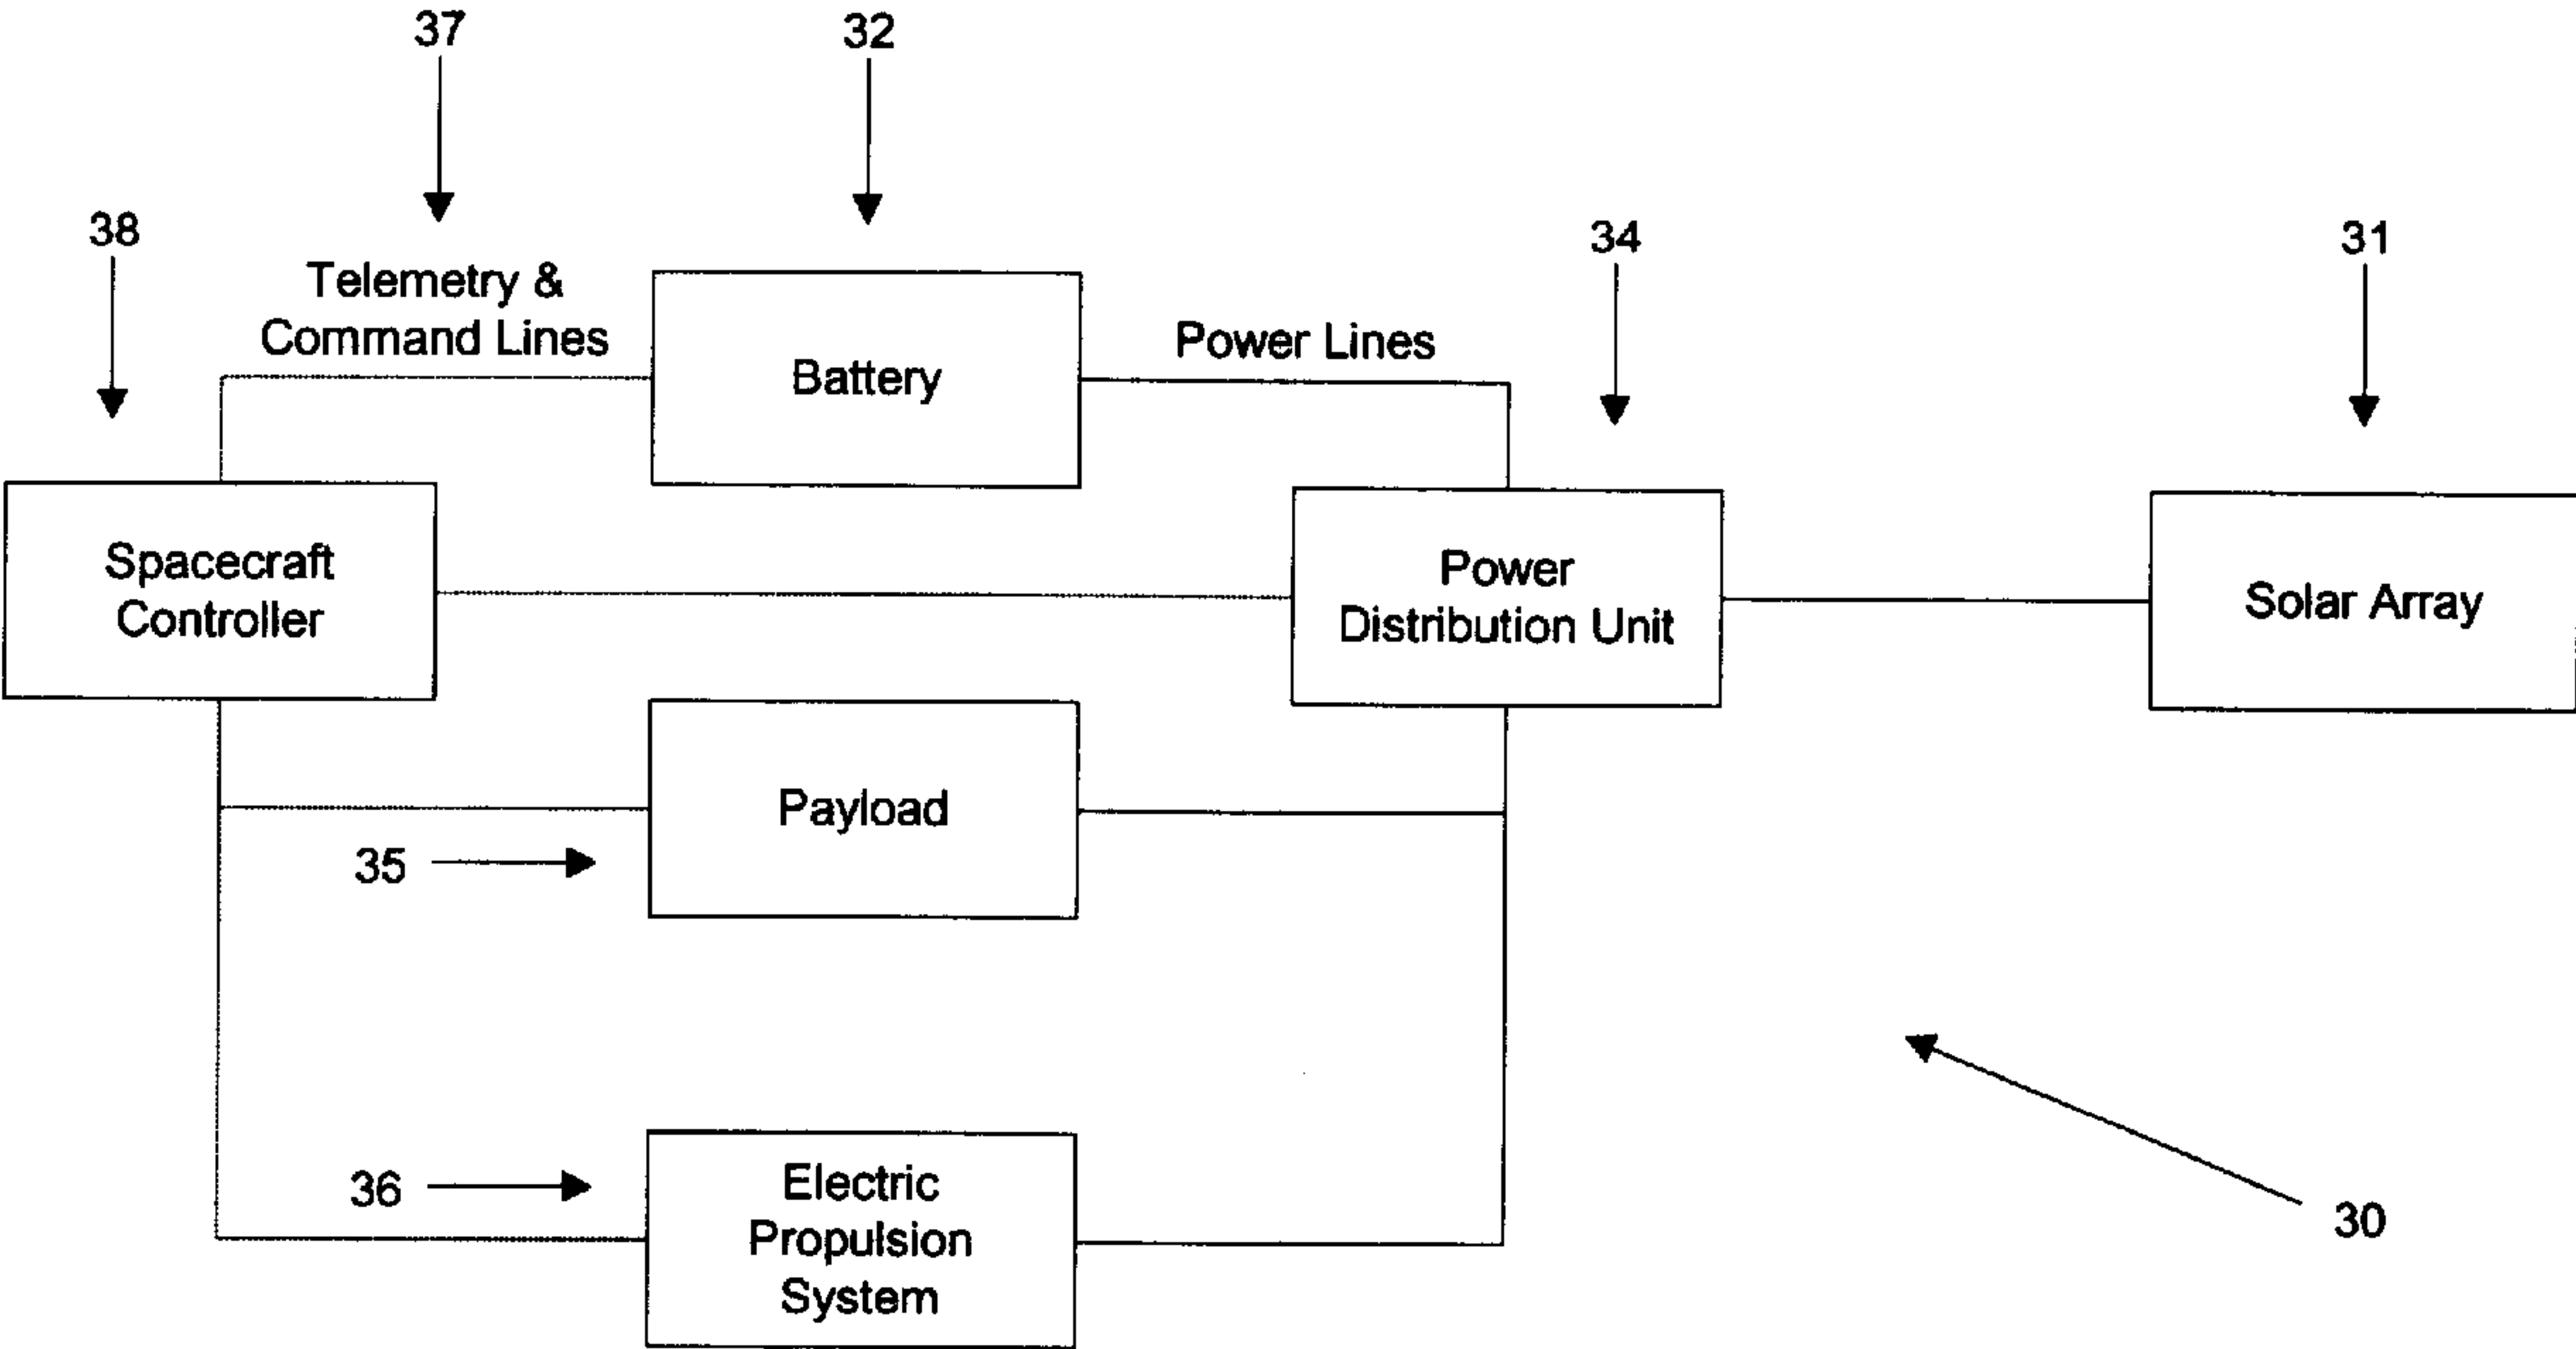 37
32
38
34
31
Telemetry &
Command Lines
Battery
Power Lines
Spacecraft
Controller
Power
Distribution Unit
Solar Array
Payload
35
36
Electric
Propulsion
System
30